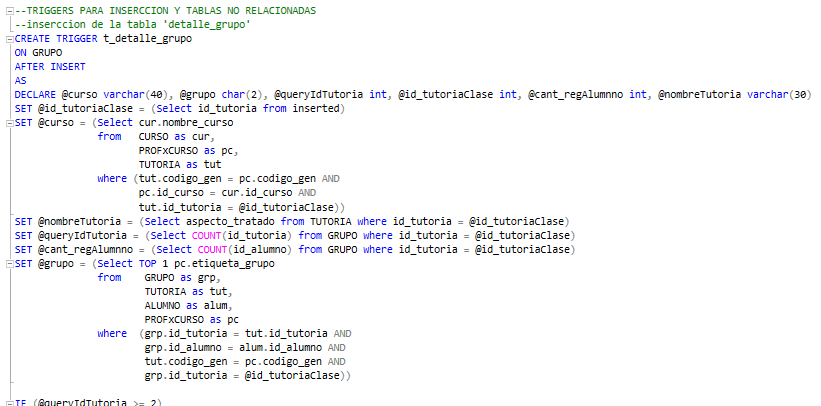 --TRIGGERS PARA INSERCCION Y TABLAS NO RELACIONADAS
--inserccion de la tabla 'detalle_grupo'
CREATE TRIGGER t_detalle_grupo
ON GRUPO
AFTER INSERT
AS
DECLARE @curso varchar(40), @grupo char(2), @queryIdTutoria int, @id_tutoriaClase int, @cant_regAlumnno int, @nombreTutoria varchar(30)
SET @id_tutoriaClase = (Select id_tutoria from inserted)
SET @curso = (Select cur.nombre_curso
from CURSO as cur,
PROFxCURSO as pc,
TUTORIA as tut
where (tut.codigo_gen = pc.codigo_gen AND
pc.id_curso = cur.id_curso AND
tut.id_tutoria = @id_tutoriaClase))
SET @nombreTutoria = (Select aspecto_tratado from TUTORIA where id_tutoria = @id_tutoriaClase)
SET @queryIdTutoria = (Select COUNT(id_tutoria) from GRUPO where id_tutoria = @id_tutoriaClase)
SET @cant_regAlumnno = (Select COUNT(id_alumno) from GRUPO where id_tutoria = @id_tutoriaClase)
SET @grupo = (Select TOP 1 pc.etiqueta_grupo
from GRUPO as grp,
TUTORIA as tut,
ALUMNO as alum,
PROFxCURSO as pc
where (grp.id_tutoria = tut.id_tutoria AND
grp.id_alumno = alum.id_alumno AND
tut.codigo_gen = pc.codigo_gen AND
grp.id_tutoria = @id_tutoriaClase))
IF (@queryIdTutoria >= 2)